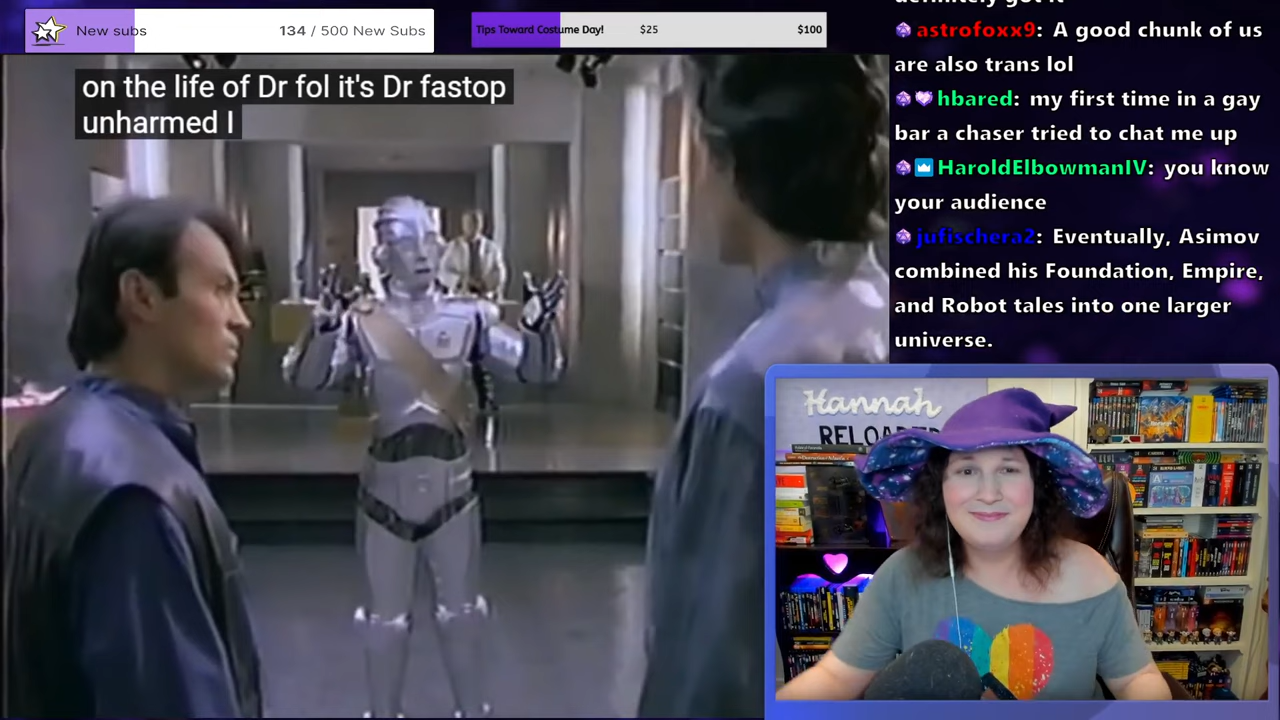 New subs
134 / 500 New Subs
Tips Toward Costume Day!
$25
$100
on the life of Dr fol it's Dr fastop
unharmed I
definitely got it
astrofoxx9: A good chunk of us
are also trans lol
hbared: my first time in a gay
bar a chaser tried to chat me up
HaroldElbowmanIV: you know
your audience
jufischera2: Eventually, Asimov
combined his Foundation, Empire,
and Robot tales into one larger
universe.
Hannah
RELOADED